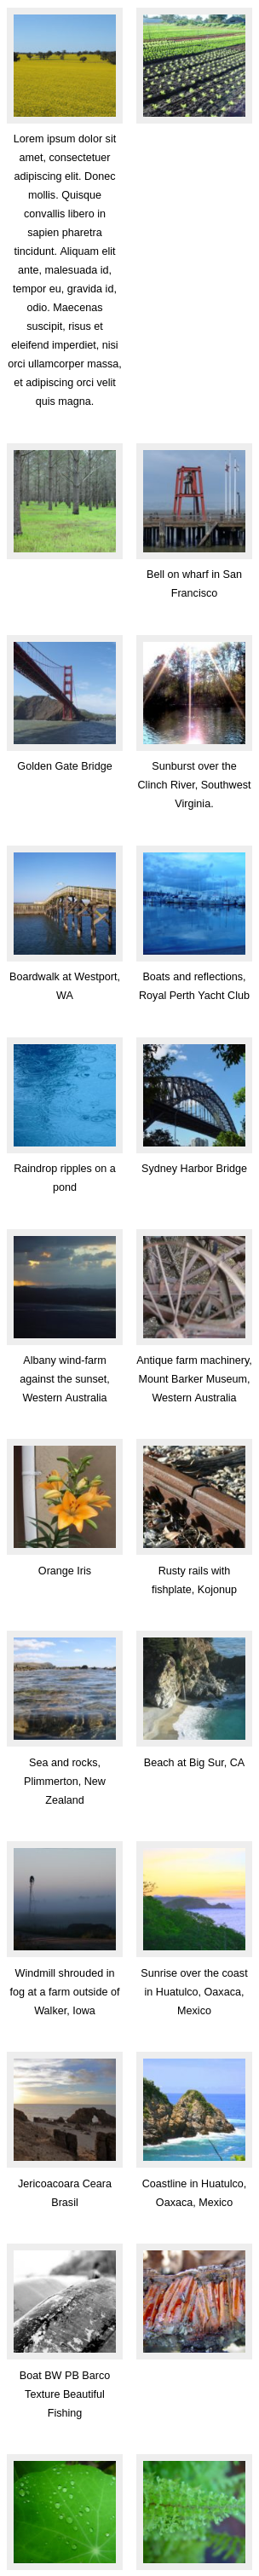 Lorem ipsum dolor sit
amet, consectetuer
adipiscing elit. Donec
mollis. Quisque
convallis libero in
sapien pharetra
tincidunt. Aliquam elit
ante, malesuada id,
tempor eu, gravida id,
odio. Maecenas
suscipit, risus et
eleifend imperdiet, nisi
orci ullamcorper massa,
et adipiscing orci velit
quis magna.
Bell on wharf in San
Francisco
Golden Gate Bridge
Sunburst over the
Clinch River, Southwest
Virginia.
Boardwalk at Westport,
WA
Boats and reflections,
Royal Perth Yacht Club
Raindrop ripples on a
pond
Sydney Harbor Bridge
Albany wind-farm
against the sunset,
Western Australia
Antique farm machinery,
Mount Barker Museum,
Western Australia
Orange Iris
Rusty rails with
fishplate, Kojonup
Sea and rocks,
Plimmerton, New
Zealand
Beach at Big Sur, CA
Windmill shrouded in
fog at a farm outside of
Walker, Iowa
Sunrise over the coast
in Huatulco, Oaxaca,
Mexico
Jericoacoara Ceara
Brasil
Coastline in Huatulco,
Oaxaca, Mexico
Boat BW PB Barco
Texture Beautiful
Fishing